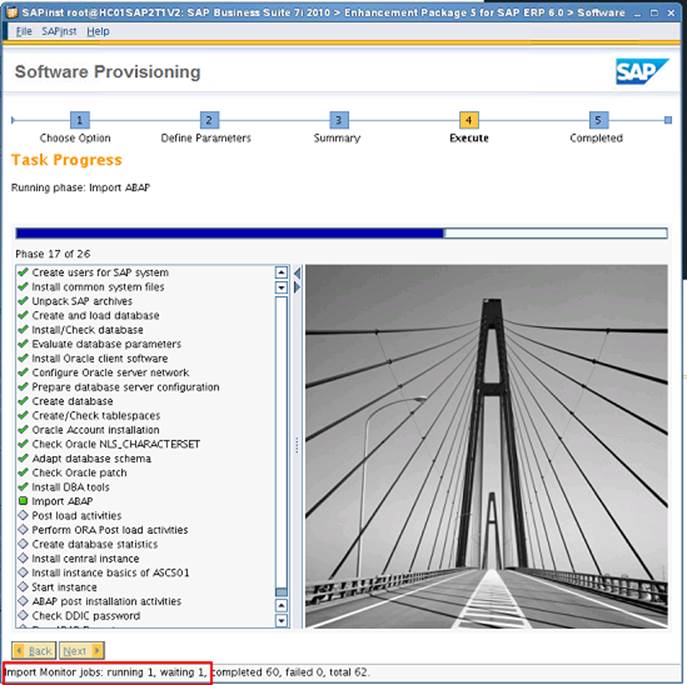 SAPinst root@HC01SAP2T1V2: SAP Business Suite 7i 2010 > Enhancement Package 5 for SAP ERP 6.0 > Software
File SAPinst Help
Software Provisioning
SAP
1 2 3 4 5
Choose Option Define Parameters Summary Execute Completed
Task Progress
Running phase: Import ABAP
Phase 17 of 26
Create users for SAP system
Install common system files
Unpack SAP archives
Create and load database
Install/Check database
Evaluate database parameters
Install Oracle client software
Configure Oracle server network
Prepare database server configuration
Create database
Create/Check tablespaces
Oracle Account installation
Check Oracle NLS_CHARACTERSET
Adapt database schema
Check Oracle patch
Install DBA tools
Import ABAP
Post load activities
Perform ORA Post load activities
Create database statistics
Install central instance
Install instance basics of ASCS01
Start instance
ABAP post installation activities
Check DDIC password
Back Next
Import Monitor jobs: running 1, waiting 1, completed 60, failed 0, total 62.